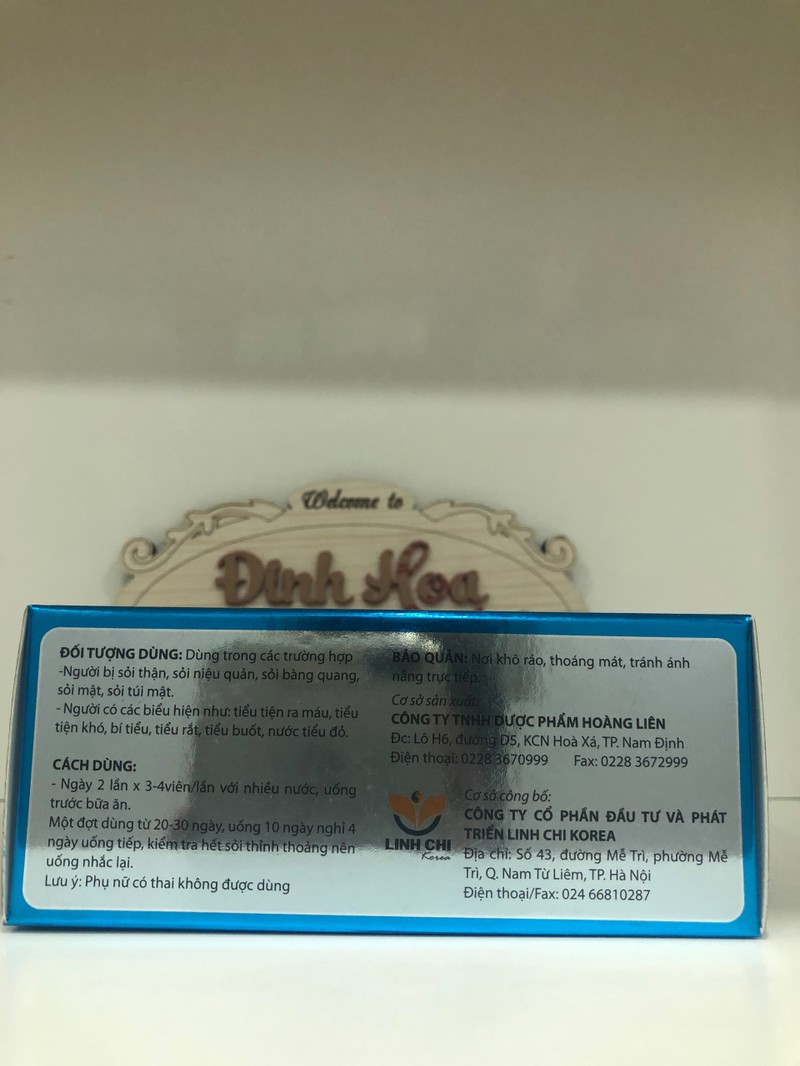 Welcome to
Đinh Hoa
ĐỐI TƯỢNG DÙNG: Dùng trong các trường hợp
-Người bị sỏi thận, sỏi niệu quản, sỏi bàng quang,
sỏi mật, sỏi túi mật.
- Người có các biểu hiện như: tiểu tiện ra máu, tiểu
tiện khó, bí tiểu, tiểu rắt, tiểu buốt, nước tiểu đỏ.
CÁCH DÙNG:
- Ngày 2 lần x 3-4viên/lần với nhiều nước, uống
trước bữa ăn.
Một đợt dùng từ 20-30 ngày, uống 10 ngày nghỉ 4
ngày uống tiếp, kiểm tra hết sỏi thỉnh thoảng nên
uống nhắc lại.
Lưu ý: Phụ nữ có thai không được dùng
BẢO QUẢN: Nơi khô ráo, thoáng mát, tránh ánh
nắng trực tiếp.
Cơ sở sản xuất:
CÔNG TY TNHH DƯỢC PHẨM HOÀNG LIÊN
Đc: Lô H6, đường D5, KCN Hoà Xá, TP. Nam Định
Điện thoại: 0228 3670999 Fax: 0228 3672999
LINH CHI
Korea
Cơ sở công bố:
CÔNG TY CỔ PHẦN ĐẦU TƯ VÀ PHÁT
TRIỂN LINH CHI KOREA
Địa chỉ: Số 43, đường Mễ Trì, phường Mễ
Trì, Q. Nam Từ Liêm, TP. Hà Nội
Điện thoại/Fax: 024 66810287